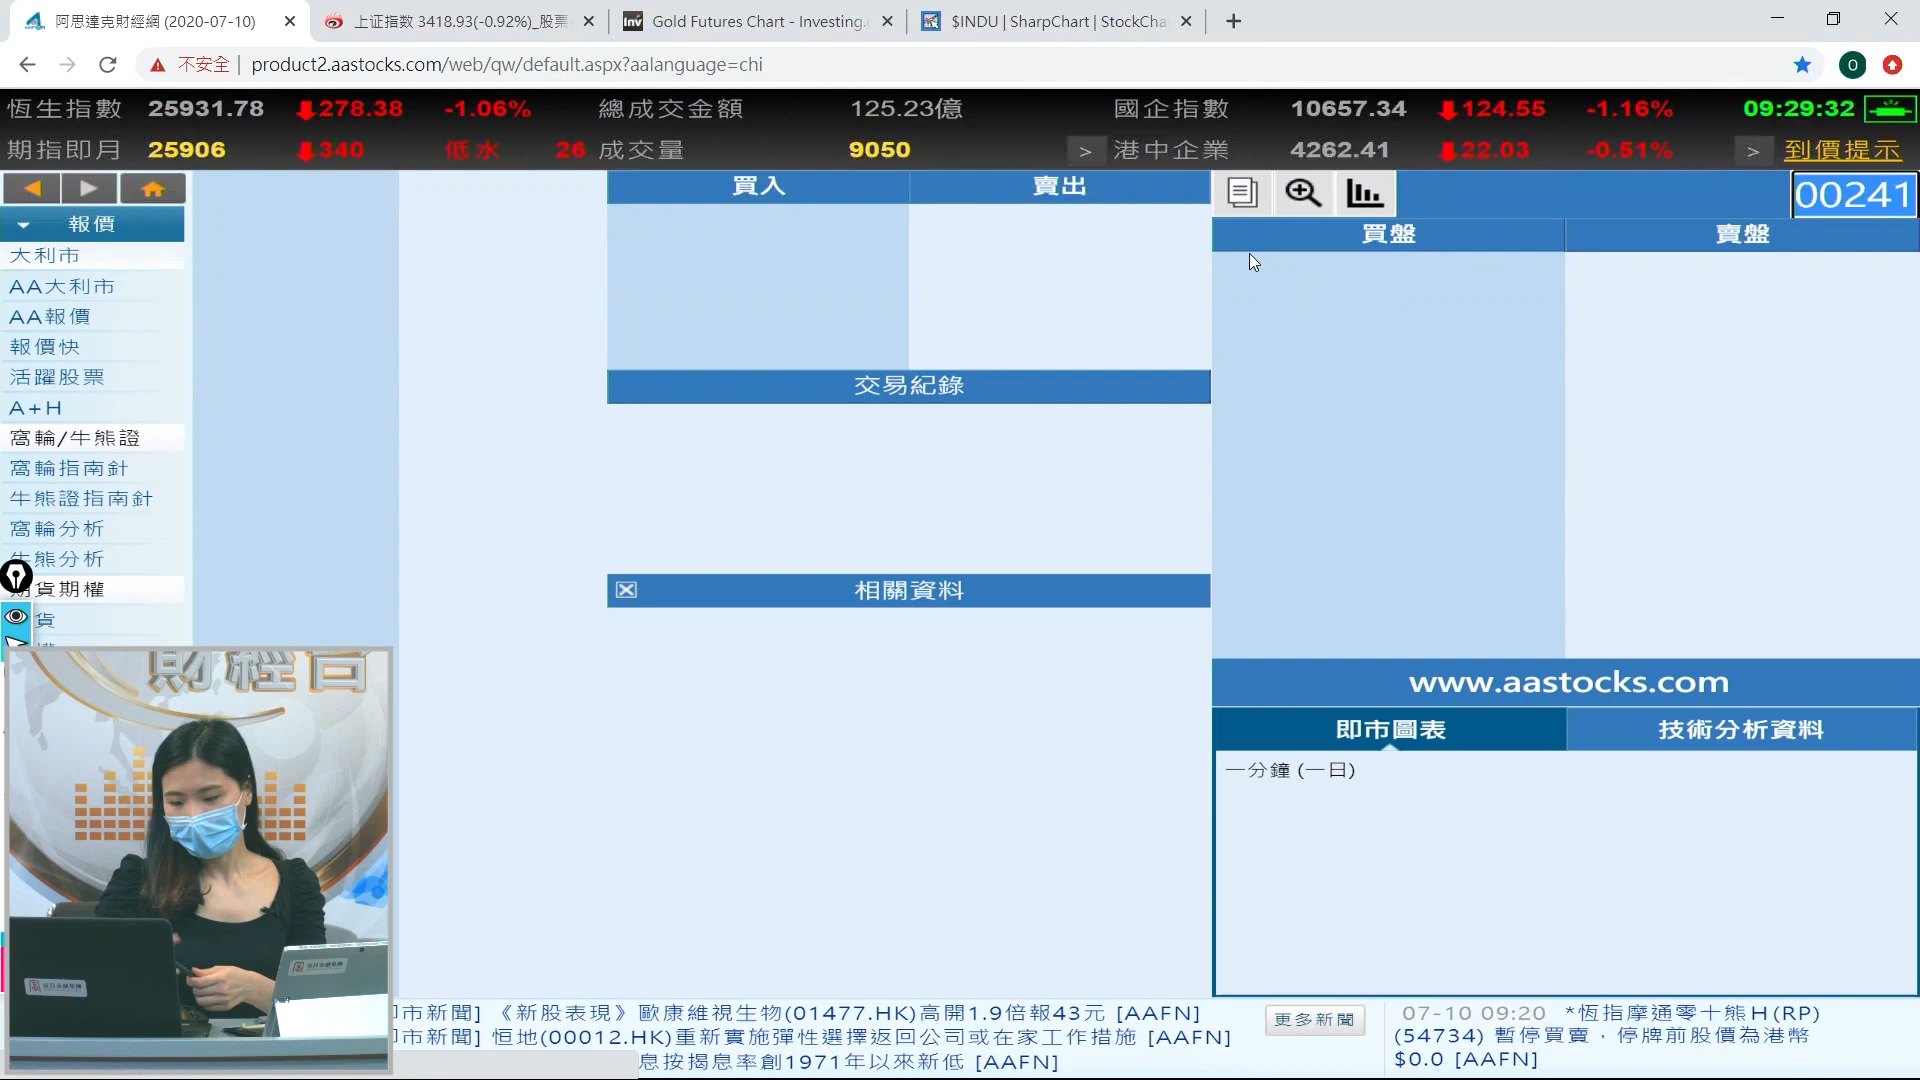 阿思達克財經網 (2020-07-10)
上证指数 3418.93(-0.92%)_股票
Gold Futures Chart - Investing.c
$INDU | SharpChart | StockCha
不安全
product2.aastocks.com/web/qw/default.aspx?aalanguage=chi
O
恆生指數 25931.78 278.38 -1.06% 總成交金額 125.23億 國企指數 10657.34 124.55 -1.16% 09:29:32
期指即月 25906 340 低水 26 成交量 9050 > 港中企業 4262.41 22.03 -0.51% > 到價提示
報價
大利市
AA大利市
AA報價
報價快
活躍股票
A+H
窩輪/牛熊證
窩輪指南針
牛熊證指南針
窩輪分析
牛熊分析
貨期權
貨
買入 賣出
交易紀錄
相關資料
00241
買盤 賣盤
www.aastocks.com
即市圖表 技術分析資料
一分鐘 (一日)
財經台
市新聞] 《新股表現》歐康維視生物(01477.HK)高開1.9倍報43元 [AAFN]
市新聞] 恒地(00012.HK)重新實施彈性選擇返回公司或在家工作措施 [AAFN]
息按揭息率創1971年以來新低 [AAFN]
更多新聞
07-10 09:20 *恆指摩通零十熊H(RP)
(54734) 暫停買賣，停牌前股價為港幣
$0.0 [AAFN]